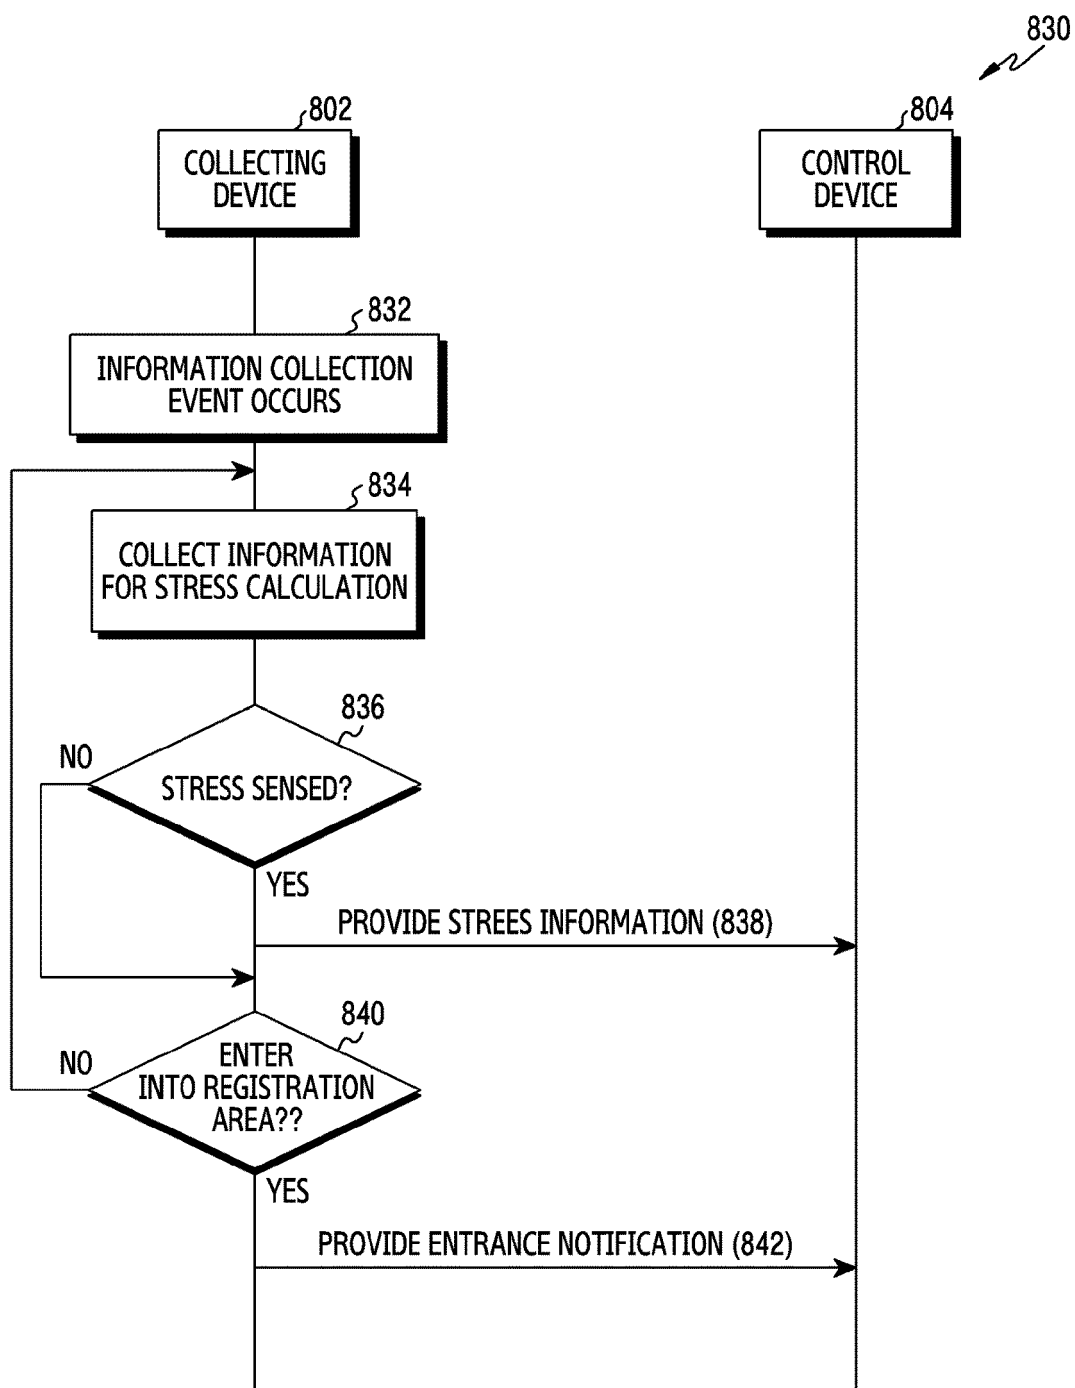 830
802
804
COLLECTING
DEVICE
CONTROL
DEVICE
832
INFORMATION COLLECTION
EVENT OCCURS
834
COLLECT INFORMATION
FOR STRESS CALCULATION
836
NO
STRESS SENSED?
YES
PROVIDE STREES INFORMATION (838)
840
NO
ENTER
INTO REGISTRATION
AREA??
YES
PROVIDE ENTRANCE NOTIFICATION (842)